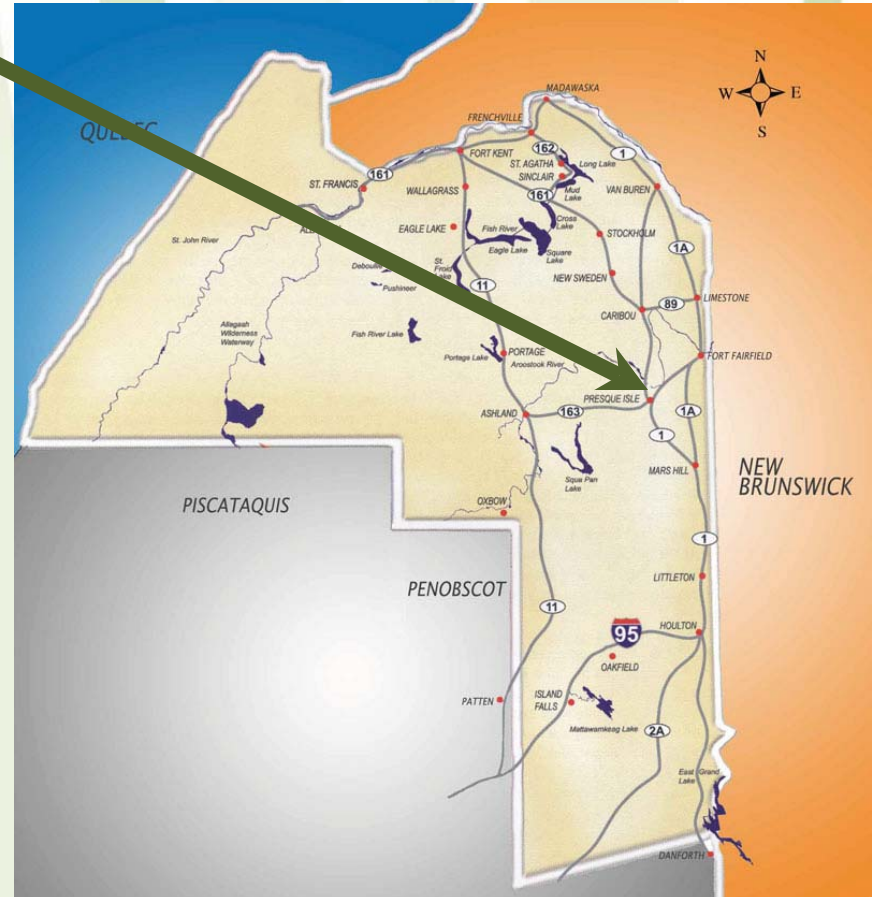 N
W E
S
MADAWASKA
QUEBEC
FRENCHVILLE
162
1
FORT KENT
ST. AGATHA
Long Lake
161
SINCLAIR
ST. FRANCIS
WALLAGRASS
161
Mud
Lake
VAN BUREN
Cross
Lake
EAGLE LAKE
Fish River
STOCKHOLM
St. John River
Eagle Lake
Square
Lake
1A
St.
Froid
Lake
Deboulie
NEW SWEDEN
11
Pushineer
89
LIMESTONE
CARIBOU
Allagash
Wilderness
Waterway
Fish River Lake
PORTAGE
FORT FAIRFIELD
Portage Lake
Aroostook River
PRESQUE ISLE
ASHLAND
163
1A
1
Squa Pan
Lake
MARS HILL
NEW
BRUNSWICK
PISCATAQUIS
OXBOW
1
LITTLETON
PENOBSCOT
11
95
HOULTON
OAKFIELD
PATTEN
ISLAND
FALLS
Mattawamkeag Lake
2A
East Grand
Lake
DANFORTH